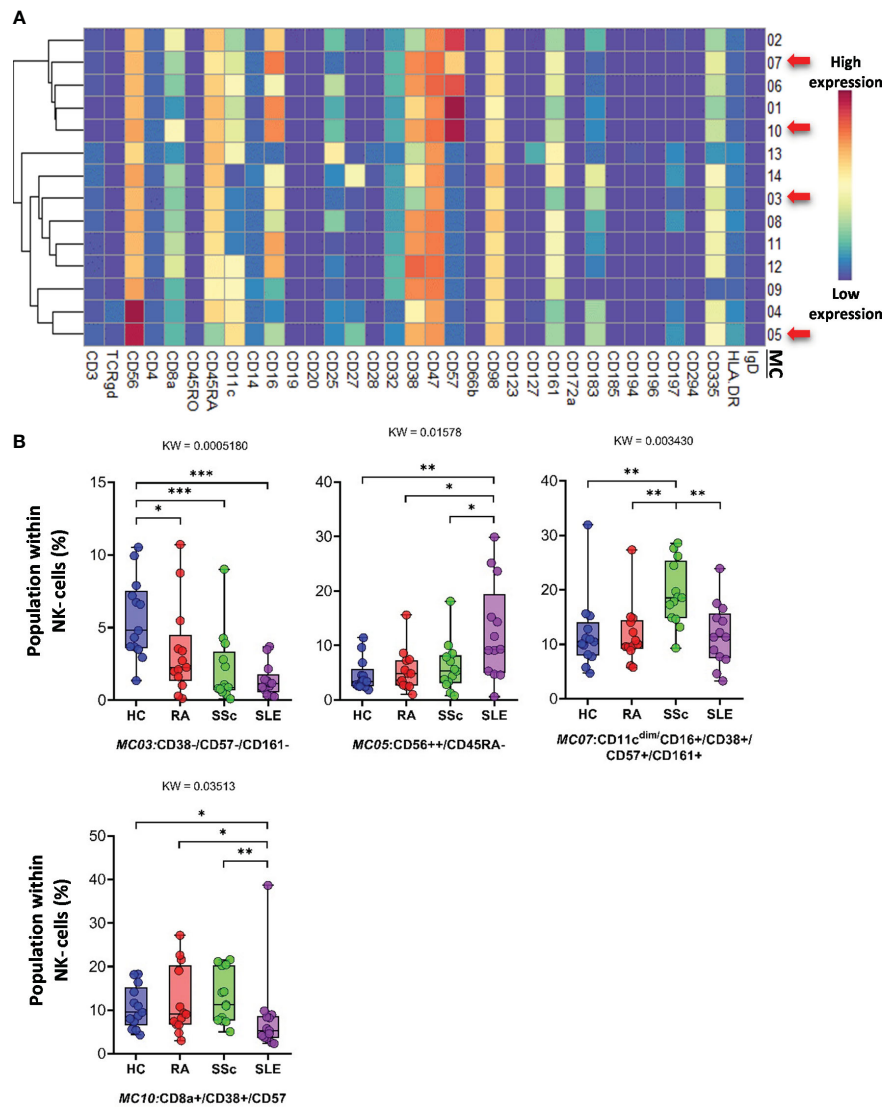 A
02
07
06
01
10
13
14
03
08
11
12
09
04
05
MC
High
expression
Low
expression
CD3
TCRgd
CD56
CD4
CD8a
CD45RO
CD45RA
CD11c
CD14
CD16
CD19
CD20
CD25
CD27
CD28
CD32
CD38
CD47
CD57
CD66b
CD98
CD123
CD127
CD161
CD172a
CD183
CD185
CD194
CD196
CD197
CD294
CD335
HLA.DR
IgD
B
KW = 0.0005180
Population within
NK- cells (%)
15
10
5
0
***
***
*
HC RA SSc SLE
MC03:CD38-/CD57-/CD161-
KW = 0.01578
40
30
20
10
0
**
*
*
HC RA SSc SLE
MC05:CD56++/CD45RA-
KW = 0.003430
40
30
20
10
0
**
** **
HC RA SSc SLE
MC07:CD11cdim/CD16+/CD38+/
CD57+/CD161+
KW = 0.03513
Population within
NK- cells (%)
50
40
30
20
10
0
*
*
**
HC RA SSc SLE
MC10:CD8a+/CD38+/CD57